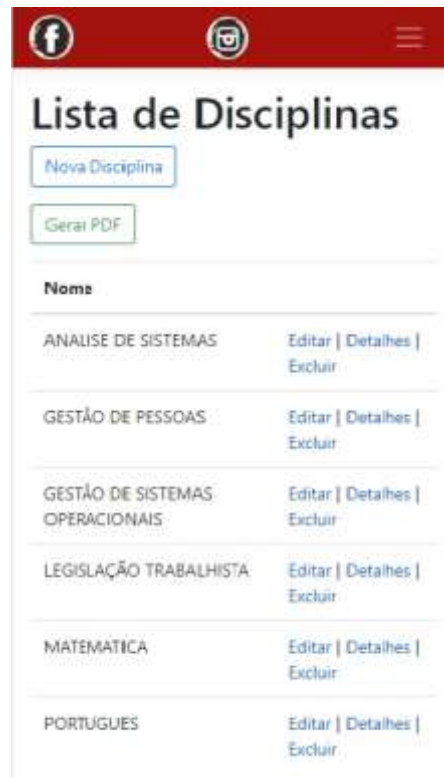 Lista de Disciplinas
Nova Disciplina
Gerar PDF
Nome
ANALISE DE SISTEMAS
Editar | Detalhes |
Excluir
GESTÃO DE PESSOAS
Editar | Detalhes |
Excluir
GESTÃO DE SISTEMAS
OPERACIONAIS
Editar | Detalhes |
Excluir
LEGISLAÇÃO TRABALHISTA
Editar | Detalhes |
Excluir
MATEMATICA
Editar | Detalhes |
Excluir
PORTUGUES
Editar | Detalhes |
Excluir